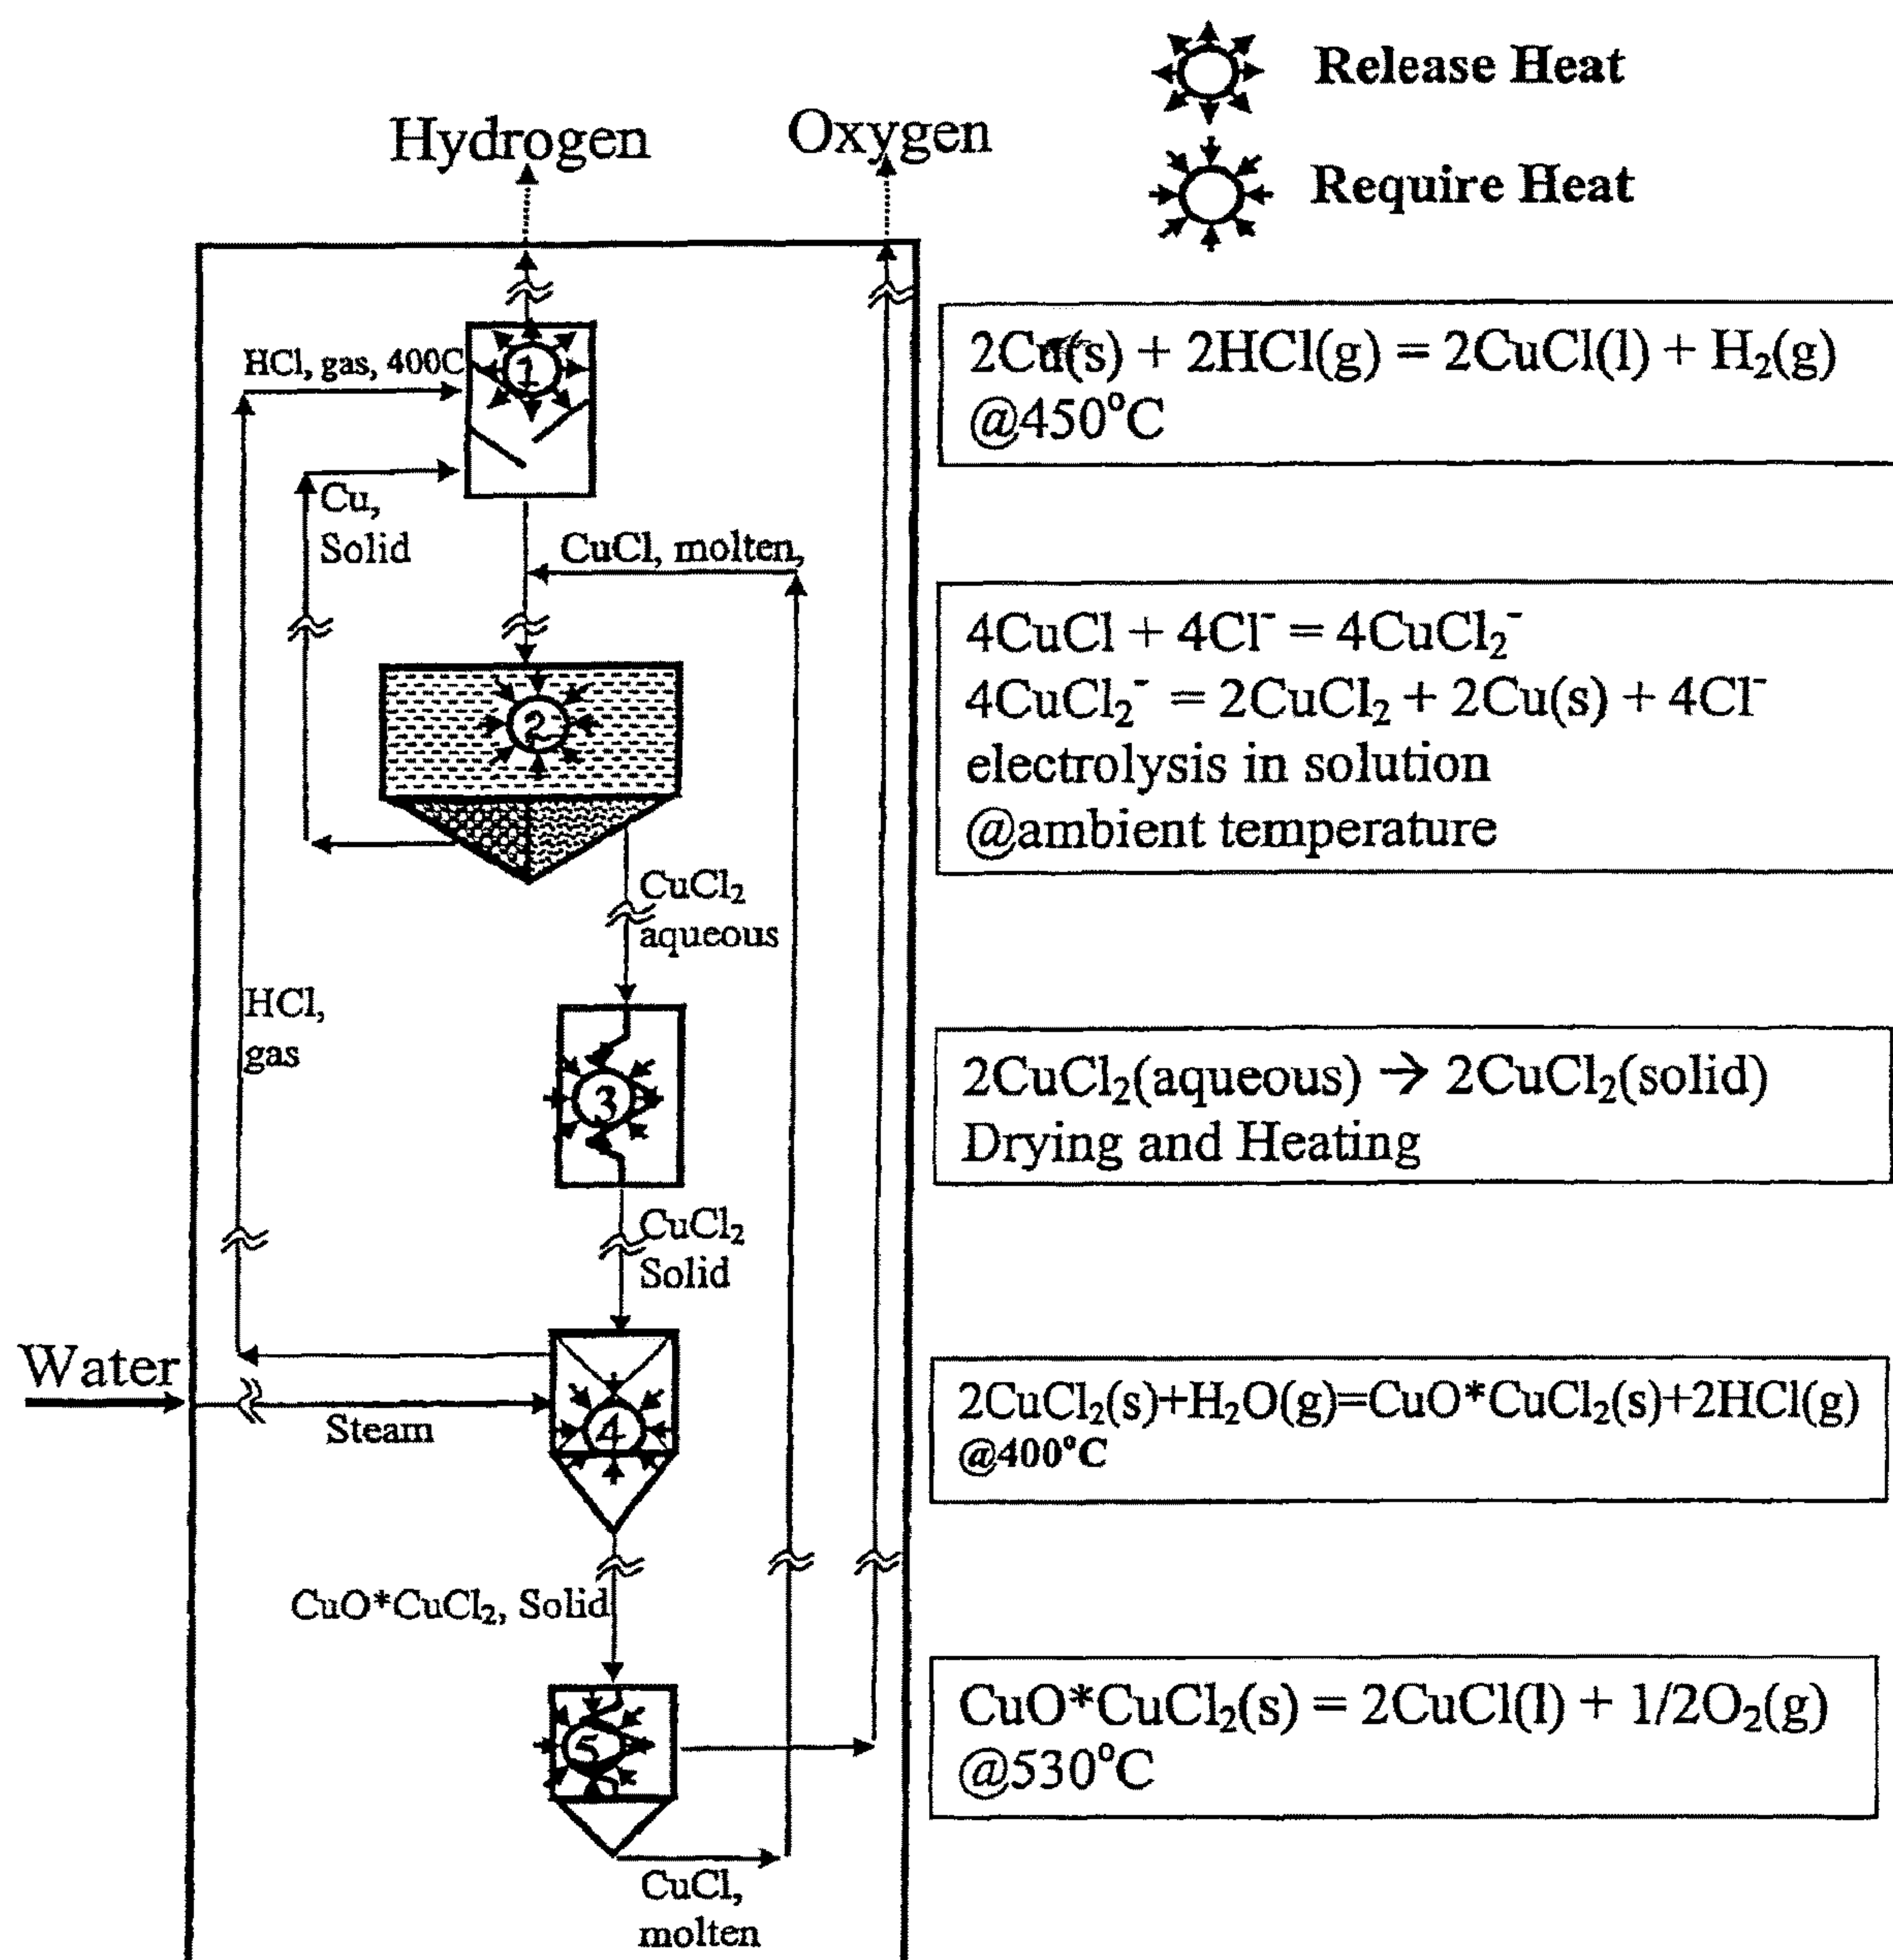 Release Heat
Require Heat
Hydrogen
Oxygen
HCl, gas, 400C
1
2Cu(s) + 2HCl(g) = 2CuCl(l) + H₂(g)
@450°C
Cu,
Solid
CuCl, molten,
4CuCl + 4Cl⁻ = 4CuCl₂⁻
4CuCl₂⁻ = 2CuCl₂ + 2Cu(s) + 4Cl⁻
electrolysis in solution
@ambient temperature
2
CuCl₂
aqueous
HCl,
gas
3
2CuCl₂(aqueous) → 2CuCl₂(solid)
Drying and Heating
CuCl₂
Solid
Water
Steam
4
2CuCl₂(s)+H₂O(g)=CuO*CuCl₂(s)+2HCl(g)
@400°C
CuO*CuCl₂, Solid
5
CuO*CuCl₂(s) = 2CuCl(l) + 1/2O₂(g)
@530°C
CuCl,
molten